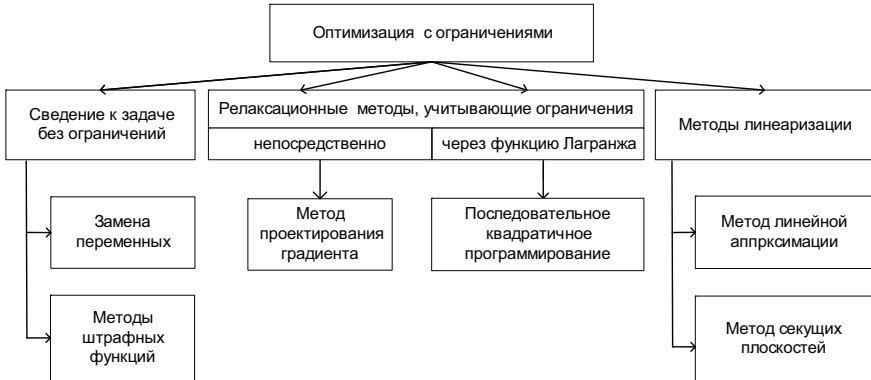 Оптимизация с ограничениями
Сведение к задаче
без ограничений
Релаксационные методы, учитывающие ограничения
непосредственно
через функцию Лагранжа
Методы линеаризации
Замена
переменных
Метод
проектирования
градиента
Последовательное
квадратичное
программирование
Метод линейной
аппрксимации
Методы
штрафных
функций
Метод секущих
плоскостей